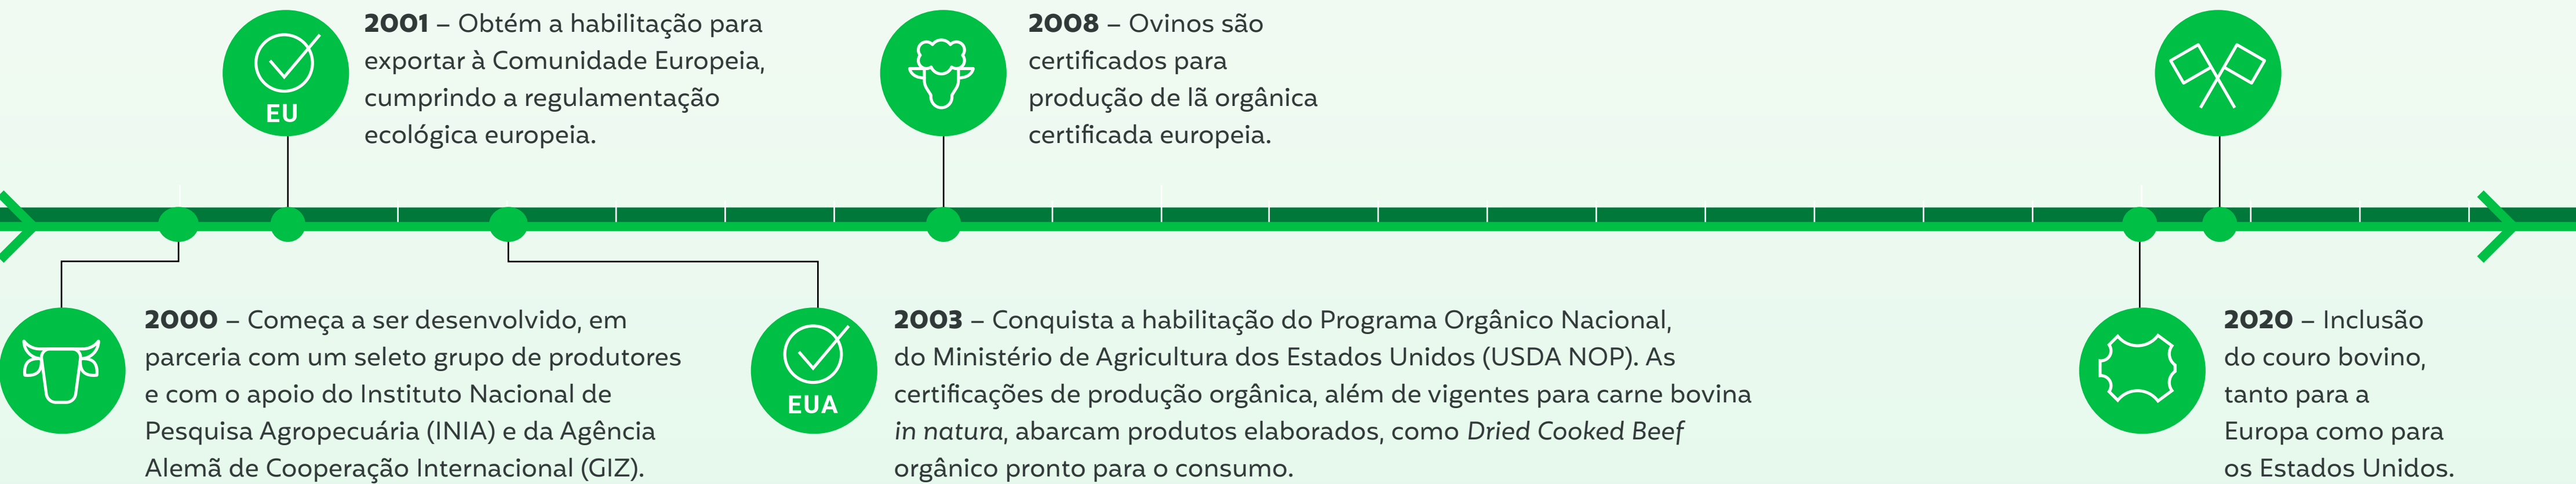 EU
2001 – Obtém a habilitação para
exportar à Comunidade Europeia,
cumprindo a regulamentação
ecológica europeia.
2008 – Ovinos são
certificados para
produção de lã orgânica
certificada europeia.
2000 – Começa a ser desenvolvido, em
parceria com um seleto grupo de produtores
e com o apoio do Instituto Nacional de
Pesquisa Agropecuária (INIA) e da Agência
Alemã de Cooperação Internacional (GIZ).
EUA
2003 – Conquista a habilitação do Programa Orgânico Nacional,
do Ministério de Agricultura dos Estados Unidos (USDA NOP). As
certificações de produção orgânica, além de vigentes para carne bovina
in natura, abarcam produtos elaborados, como Dried Cooked Beef
orgânico pronto para o consumo.
2020 – Inclusão
do couro bovino,
tanto para a
Europa como para
os Estados Unidos.